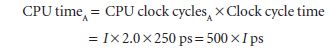 CPU time_A = CPU clock cycles_A × Clock cycle time
= I × 2.0 × 250 ps = 500 × I ps